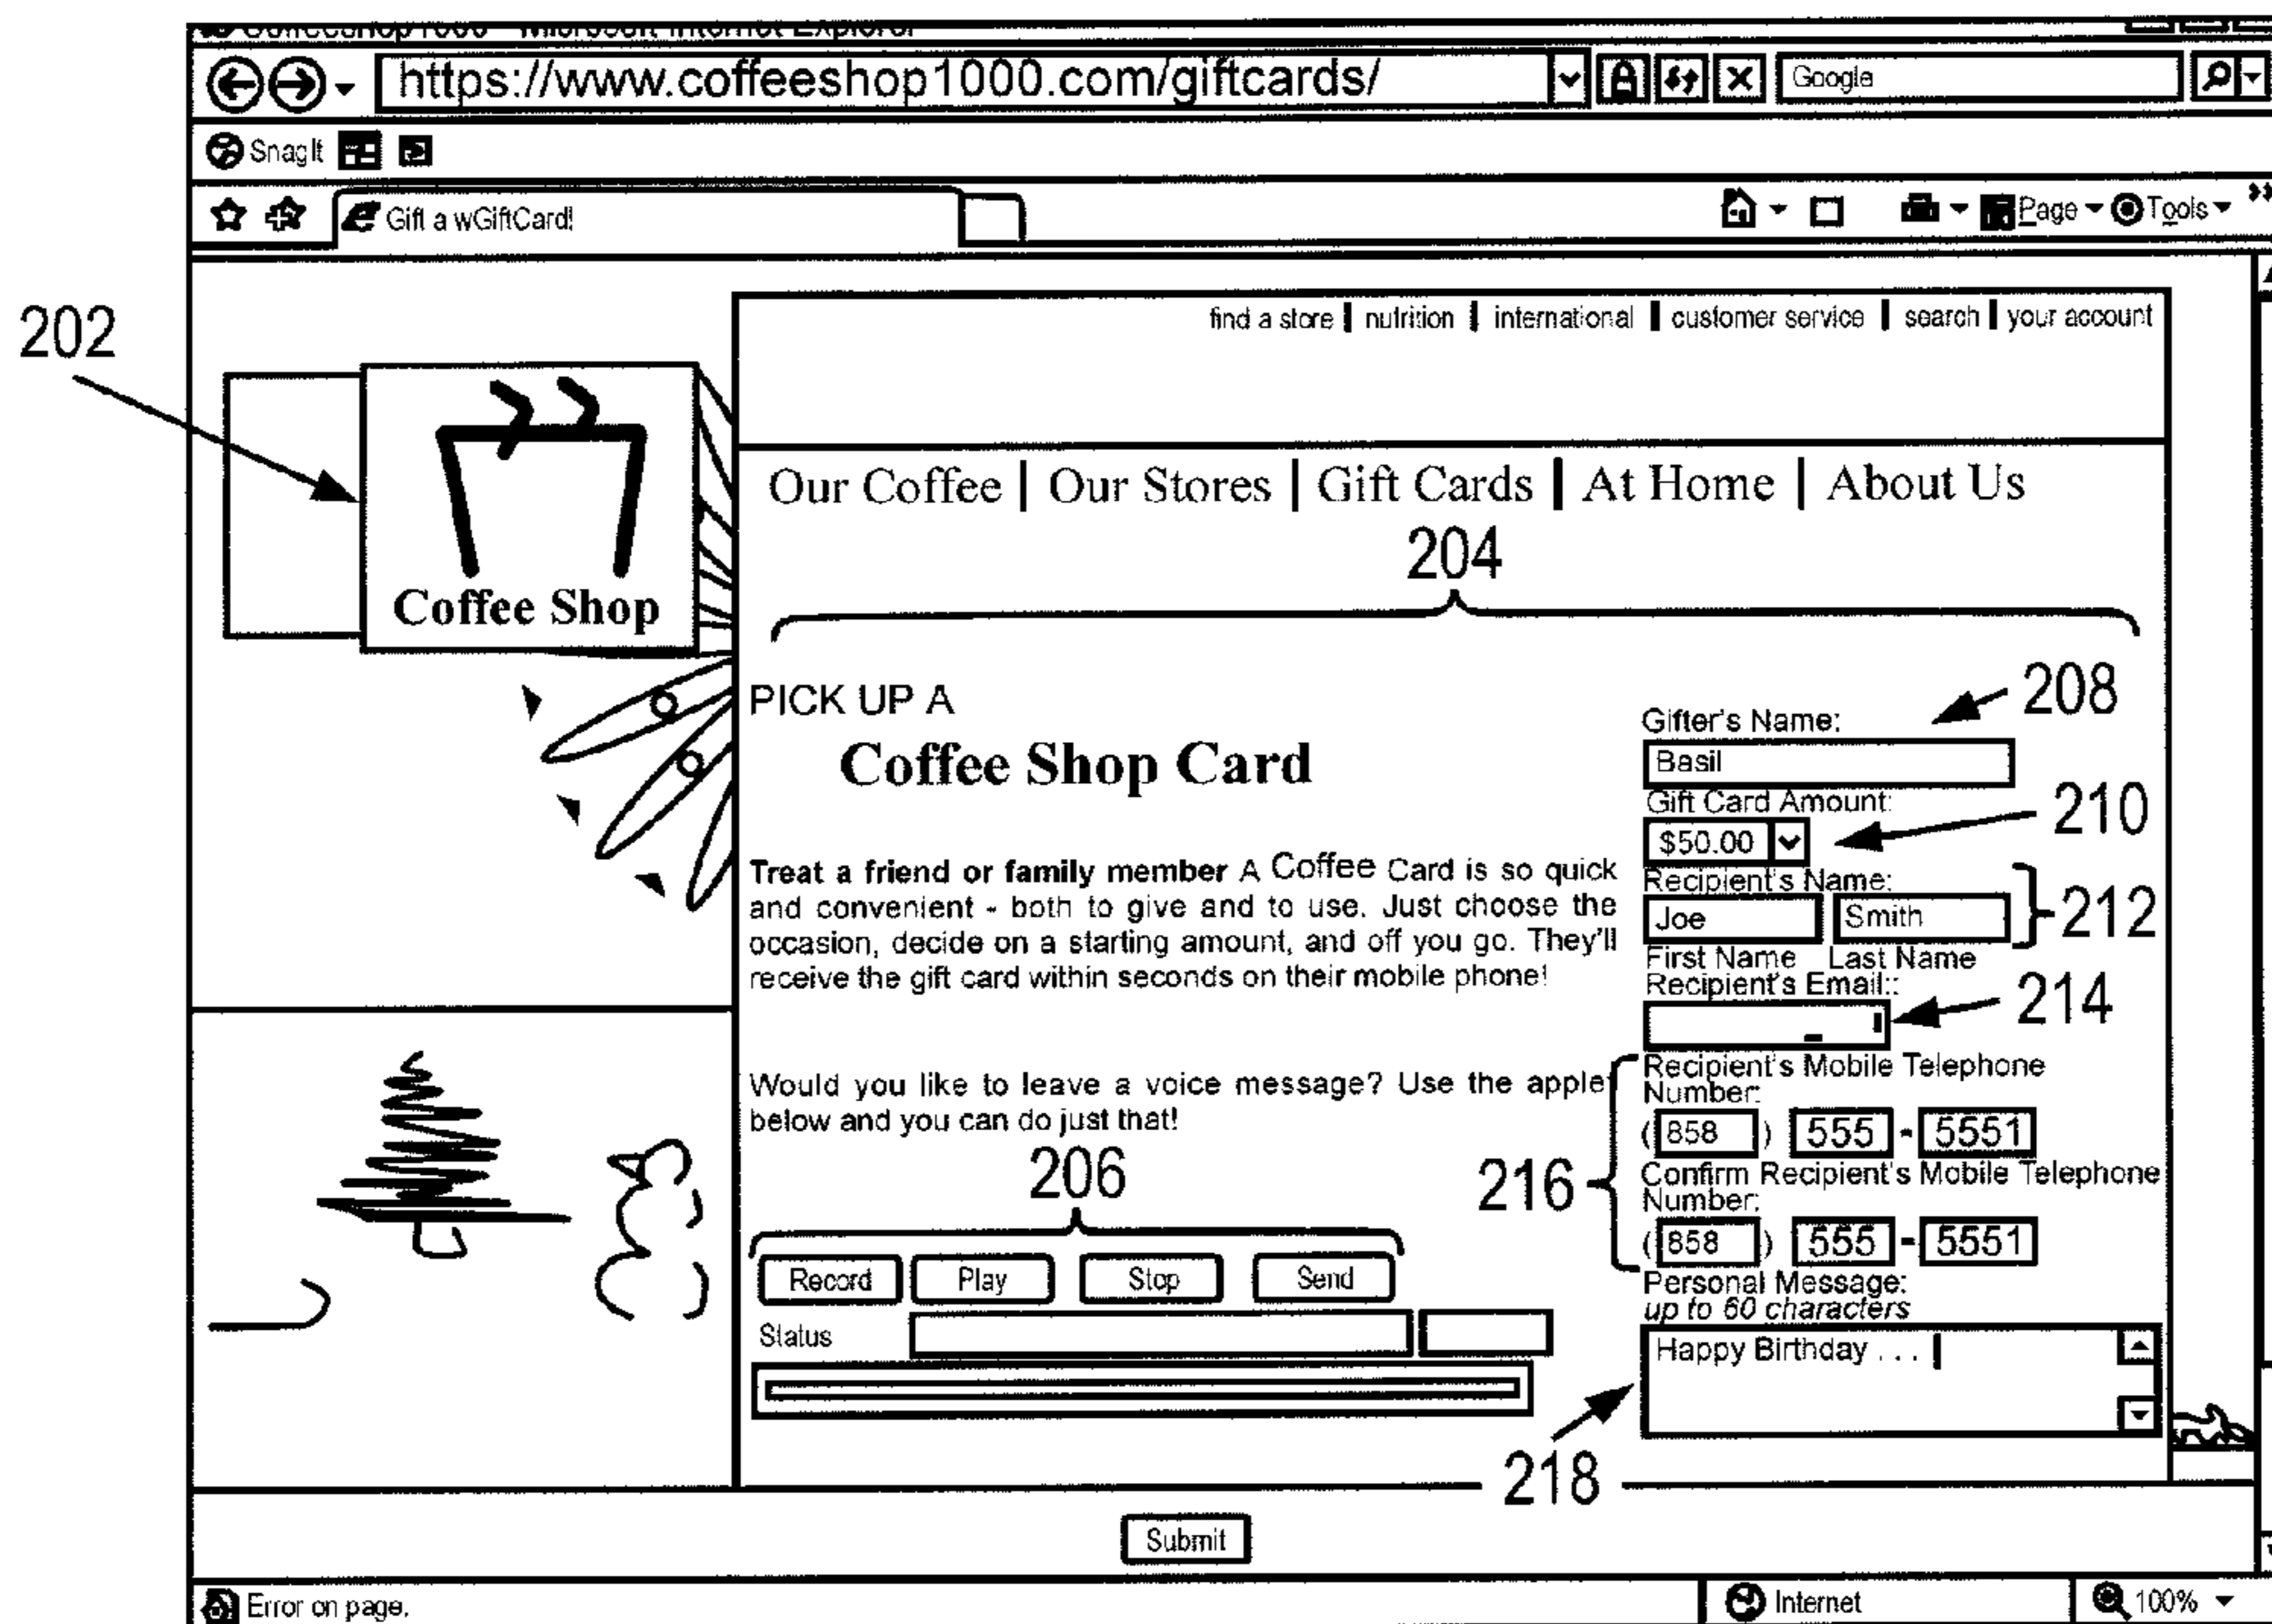 Coffeeshop1000 - Microsoft Internet Explorer
https://www.coffeeshop1000.com/giftcards/
Google
SnagIt
Gift a wGiftCard!
Page
Tools
202
find a store | nutrition | international | customer service | search | your account
Coffee Shop
Our Coffee | Our Stores | Gift Cards | At Home | About Us
204
PICK UP A
Coffee Shop Card
Treat a friend or family member A Coffee Card is so quick
and convenient - both to give and to use. Just choose the
occasion, decide on a starting amount, and off you go. They'll
receive the gift card within seconds on their mobile phone!
Would you like to leave a voice message? Use the applet
below and you can do just that!
206
Record Play Stop Send
Status
208
Gifter's Name:
Basil
Gift Card Amount:
210
$50.00
Recipient's Name:
Joe Smith
212
First Name Last Name
Recipient's Email::
214
Recipient's Mobile Telephone
Number:
(858) 555 - 5551
216
Confirm Recipient's Mobile Telephone
Number:
(858) 555 - 5551
Personal Message:
up to 60 characters
Happy Birthday . . .
218
Submit
Error on page.
Internet
100%